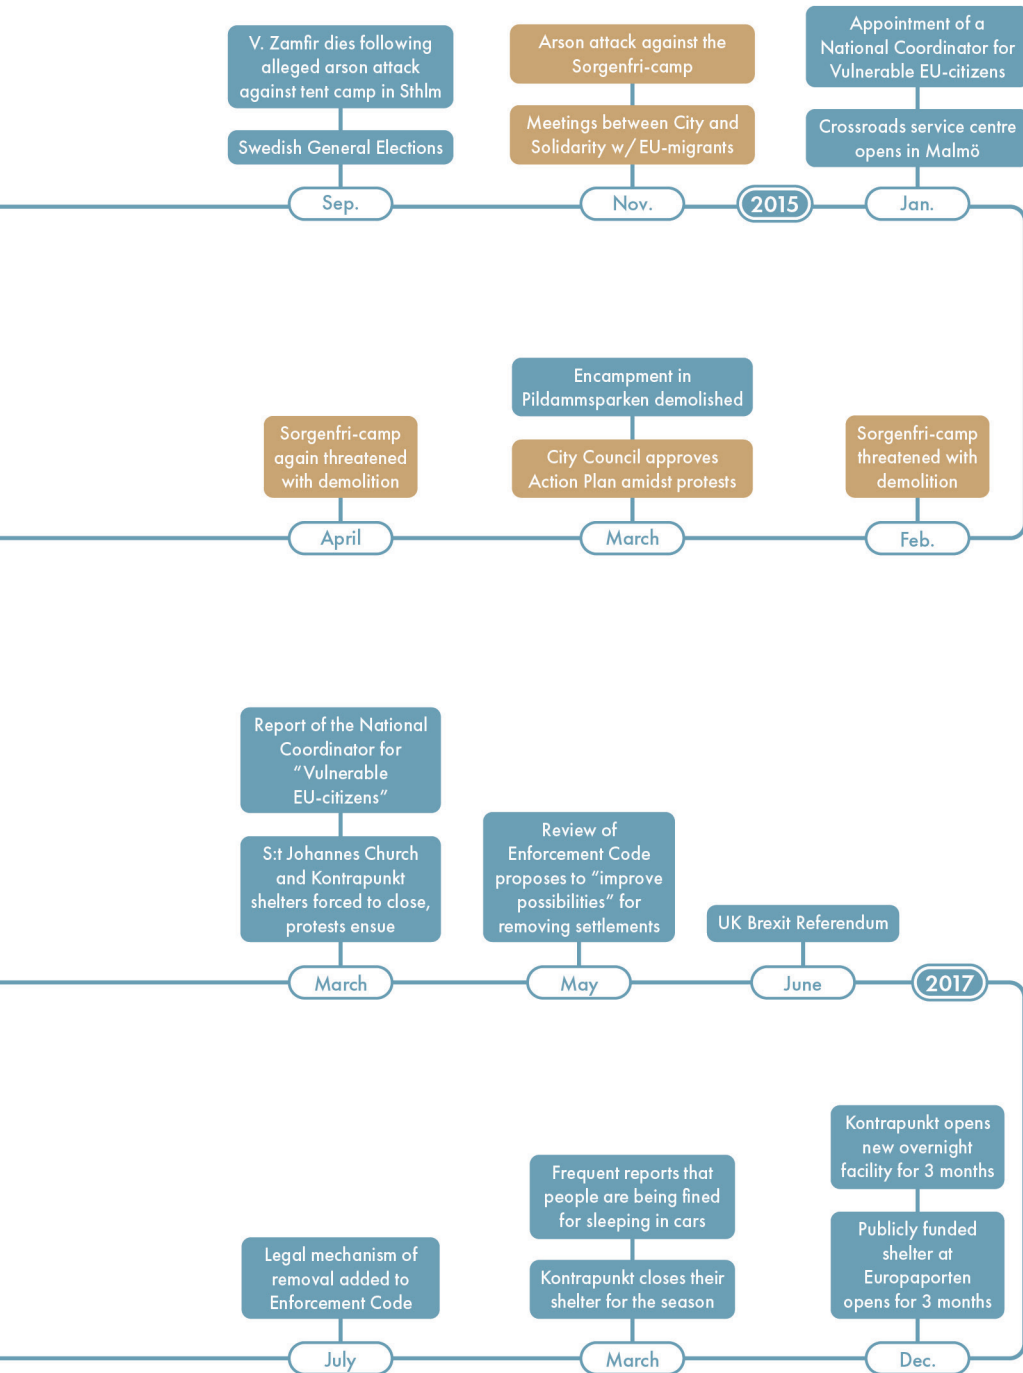 V. Zamfir dies following
alleged arson attack
against tent camp in Sthlm
Swedish General Elections
Sep.
Arson attack against the
Sorgenfri-camp
Meetings between City and
Solidarity w/EU-migrants
Nov.
2015
Appointment of a
National Coordinator for
Vulnerable EU-citizens
Crossroads service centre
opens in Malmö
Jan.
Sorgenfri-camp
again threatened
with demolition
April
Encampment in
Pildammsparken demolished
City Council approves
Action Plan amidst protests
March
Sorgenfri-camp
threatened with
demolition
Feb.
Report of the National
Coordinator for
“Vulnerable
EU-citizens”
S:t Johannes Church
and Kontrapunkt
shelters forced to close,
protests ensue
March
Review of
Enforcement Code
proposes to “improve
possibilities” for
removing settlements
May
UK Brexit Referendum
June
2017
Legal mechanism of
removal added to
Enforcement Code
July
Frequent reports that
people are being fined
for sleeping in cars
Kontrapunkt closes their
shelter for the season
March
Kontrapunkt opens
new overnight
facility for 3 months
Publicly funded
shelter at
Europaporten
opens for 3 months
Dec.